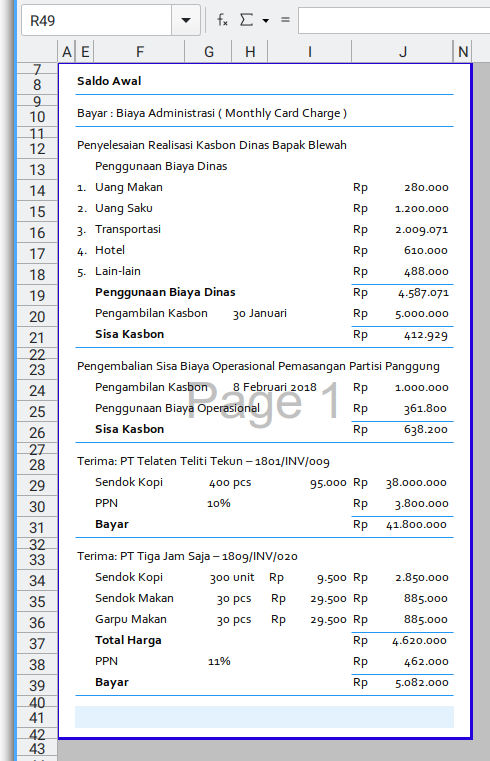 R49
A E F G H I J N
7
8 Saldo Awal
9
10 Bayar : Biaya Administrasi ( Monthly Card Charge )
11
12 Penyelesaian Realisasi Kasbon Dinas Bapak Blewah
13 Penggunaan Biaya Dinas
14 1. Uang Makan Rp 280.000
15 2. Uang Saku Rp 1.200.000
16 3. Transportasi Rp 2.009.071
17 4. Hotel Rp 610.000
18 5. Lain-lain Rp 488.000
19 Penggunaan Biaya Dinas Rp 4.587.071
20 Pengambilan Kasbon 30 Januari Rp 5.000.000
21 Sisa Kasbon Rp 412.929
22
23 Pengembalian Sisa Biaya Operasional Pemasangan Partisi Panggung
24 Pengambilan Kasbon 8 Februari 2018 Rp 1.000.000
Page 1
25 Penggunaan Biaya Operasional Rp 361.800
26 Sisa Kasbon Rp 638.200
27
28 Terima: PT Telaten Teliti Tekun – 1801/INV/009
29 Sendok Kopi 400 pcs 95.000 Rp 38.000.000
30 PPN 10% Rp 3.800.000
31 Bayar Rp 41.800.000
32
33 Terima: PT Tiga Jam Saja – 1809/INV/020
34 Sendok Kopi 300 unit Rp 9.500 Rp 2.850.000
35 Sendok Makan 30 pcs Rp 29.500 Rp 885.000
36 Garpu Makan 30 pcs Rp 29.500 Rp 885.000
37 Total Harga Rp 4.620.000
38 PPN 11% Rp 462.000
39 Bayar Rp 5.082.000
40
41
42
43